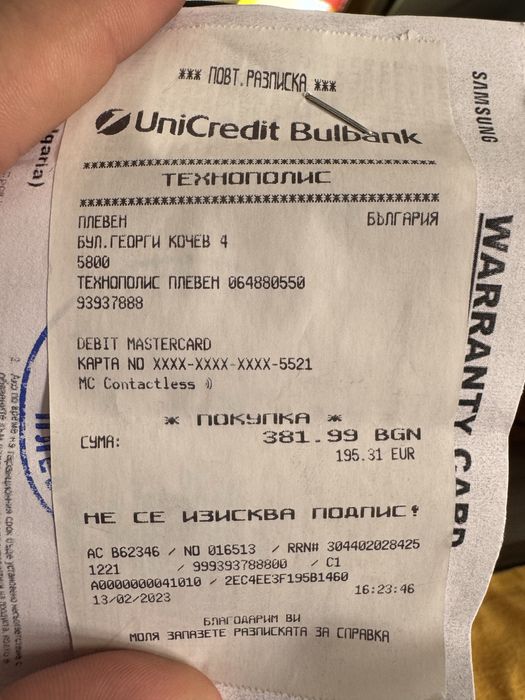 *** ПОВТ.РАЗПИСКА ***
UniCredit Bulbank
ТЕХНОПОЛИС
ПЛЕВЕН БЪЛГАРИЯ
БУЛ.ГЕОРГИ КОЧЕВ 4
5800
ТЕХНОПОЛИС ПЛЕВЕН 064880550
93937888
DEBIT MASTERCARD
КАРТА NO XXXX-XXXX-XXXX-5521
MC Contactless
* ПОКУПКА *
СУМА: 381.99 BGN
195.31 EUR
НЕ СЕ ИЗИСКВА ПОДПИС!
AC B62346 / NO 016513 / RRN# 304402028425
1221 / 999393788800 / C1
A0000000041010 / 2EC4EE3F195B1460
13/02/2023 16:23:46
БЛАГОДАРИМ ВИ
МОЛЯ ЗАПАЗЕТЕ РАЗПИСКАТА ЗА СПРАВКА
SAMSUNG
WARRANTY CARD
lgaria)